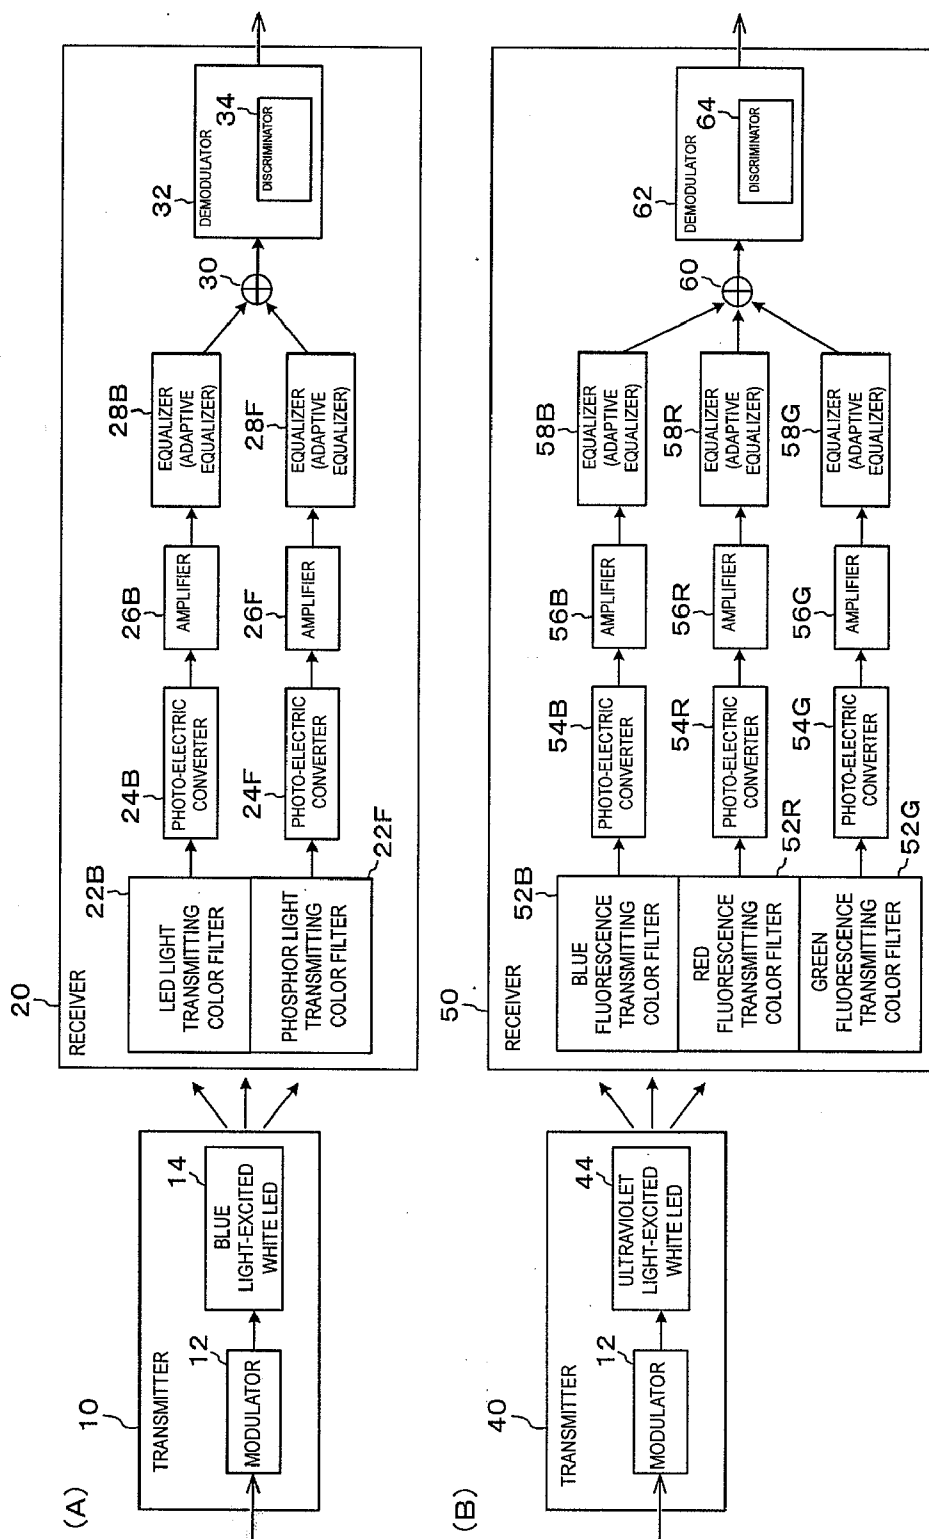 (A)
10
TRANSMITTER
12
MODULATOR
14
BLUE
LIGHT-EXCITED
WHITE LED
20
RECEIVER
22B
LED LIGHT
TRANSMITTING
COLOR FILTER
22F
PHOSPHOR LIGHT
TRANSMITTING
COLOR FILTER
24B
PHOTO-ELECTRIC
CONVERTER
24F
PHOTO-ELECTRIC
CONVERTER
26B
AMPLIFIER
26F
AMPLIFIER
28B
EQUALIZER
(ADAPTIVE
EQUALIZER)
28F
EQUALIZER
(ADAPTIVE
EQUALIZER)
30
32
DEMODULATOR
34
DISCRIMINATOR
(B)
40
TRANSMITTER
12
MODULATOR
44
ULTRAVIOLET
LIGHT-EXCITED
WHITE LED
50
RECEIVER
52B
BLUE
FLUORESCENCE
TRANSMITTING
COLOR FILTER
52R
RED
FLUORESCENCE
TRANSMITTING
COLOR FILTER
52G
GREEN
FLUORESCENCE
TRANSMITTING
COLOR FILTER
54B
PHOTO-ELECTRIC
CONVERTER
54R
PHOTO-ELECTRIC
CONVERTER
54G
PHOTO-ELECTRIC
CONVERTER
56B
AMPLIFIER
56R
AMPLIFIER
56G
AMPLIFIER
58B
EQUALIZER
(ADAPTIVE
EQUALIZER)
58R
EQUALIZER
(ADAPTIVE
EQUALIZER)
58G
EQUALIZER
(ADAPTIVE
EQUALIZER)
60
62
DEMODULATOR
64
DISCRIMINATOR